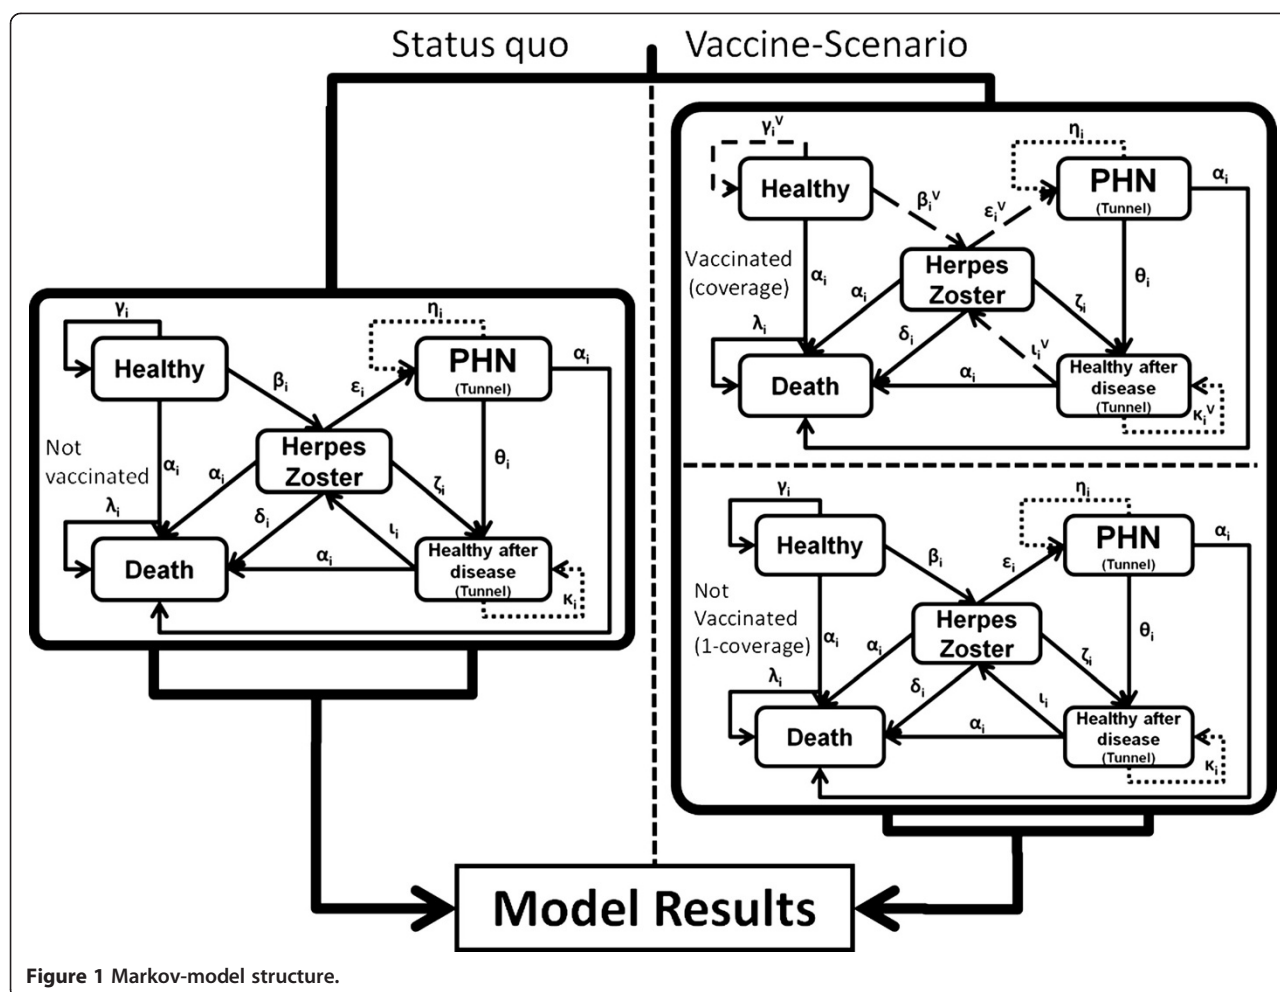 Status quo
Vaccine-Scenario
γᵢ
Healthy
ηᵢ
PHN
(Tunnel)
αᵢ
βᵢ
εᵢ
Not
vaccinated
αᵢ
αᵢ
Herpes
Zoster
θᵢ
ζᵢ
λᵢ
δᵢ
ιᵢ
Death
αᵢ
Healthy after
disease
(Tunnel)
κᵢ
γᵢⱽ
Healthy
ηᵢ
PHN
(Tunnel)
αᵢ
βᵢⱽ
εᵢⱽ
Vaccinated
(coverage)
αᵢ
αᵢ
Herpes
Zoster
θᵢ
ζᵢ
λᵢ
δᵢ
ιᵢⱽ
Death
αᵢ
Healthy after
disease
(Tunnel)
κᵢⱽ
γᵢ
Healthy
ηᵢ
PHN
(Tunnel)
αᵢ
βᵢ
εᵢ
Not
Vaccinated
(1-coverage)
αᵢ
αᵢ
Herpes
Zoster
θᵢ
ζᵢ
λᵢ
δᵢ
ιᵢ
Death
αᵢ
Healthy after
disease
(Tunnel)
κᵢ
Model Results
Figure 1 Markov-model structure.